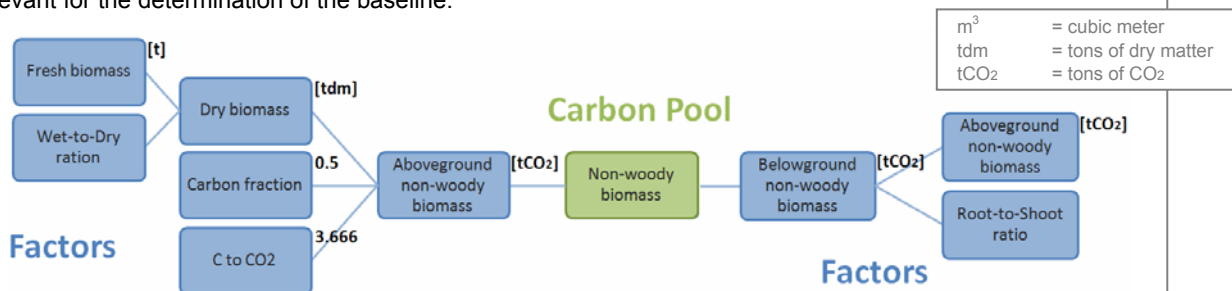 evant for the determination of the baseline.
m³ = cubic meter
tdm = tons of dry matter
tCO2 = tons of CO2
Fresh biomass
[t]
Wet-to-Dry
ration
Dry biomass
[tdm]
Carbon fraction
0.5
C to CO2
3.666
Factors
Aboveground
non-woody
biomass
[tCO2]
Carbon Pool
Non-woody
biomass
Belowground
non-woody
biomass
[tCO2]
Aboveground
non-woody
biomass
[tCO2]
Root-to-Shoot
ratio
Factors